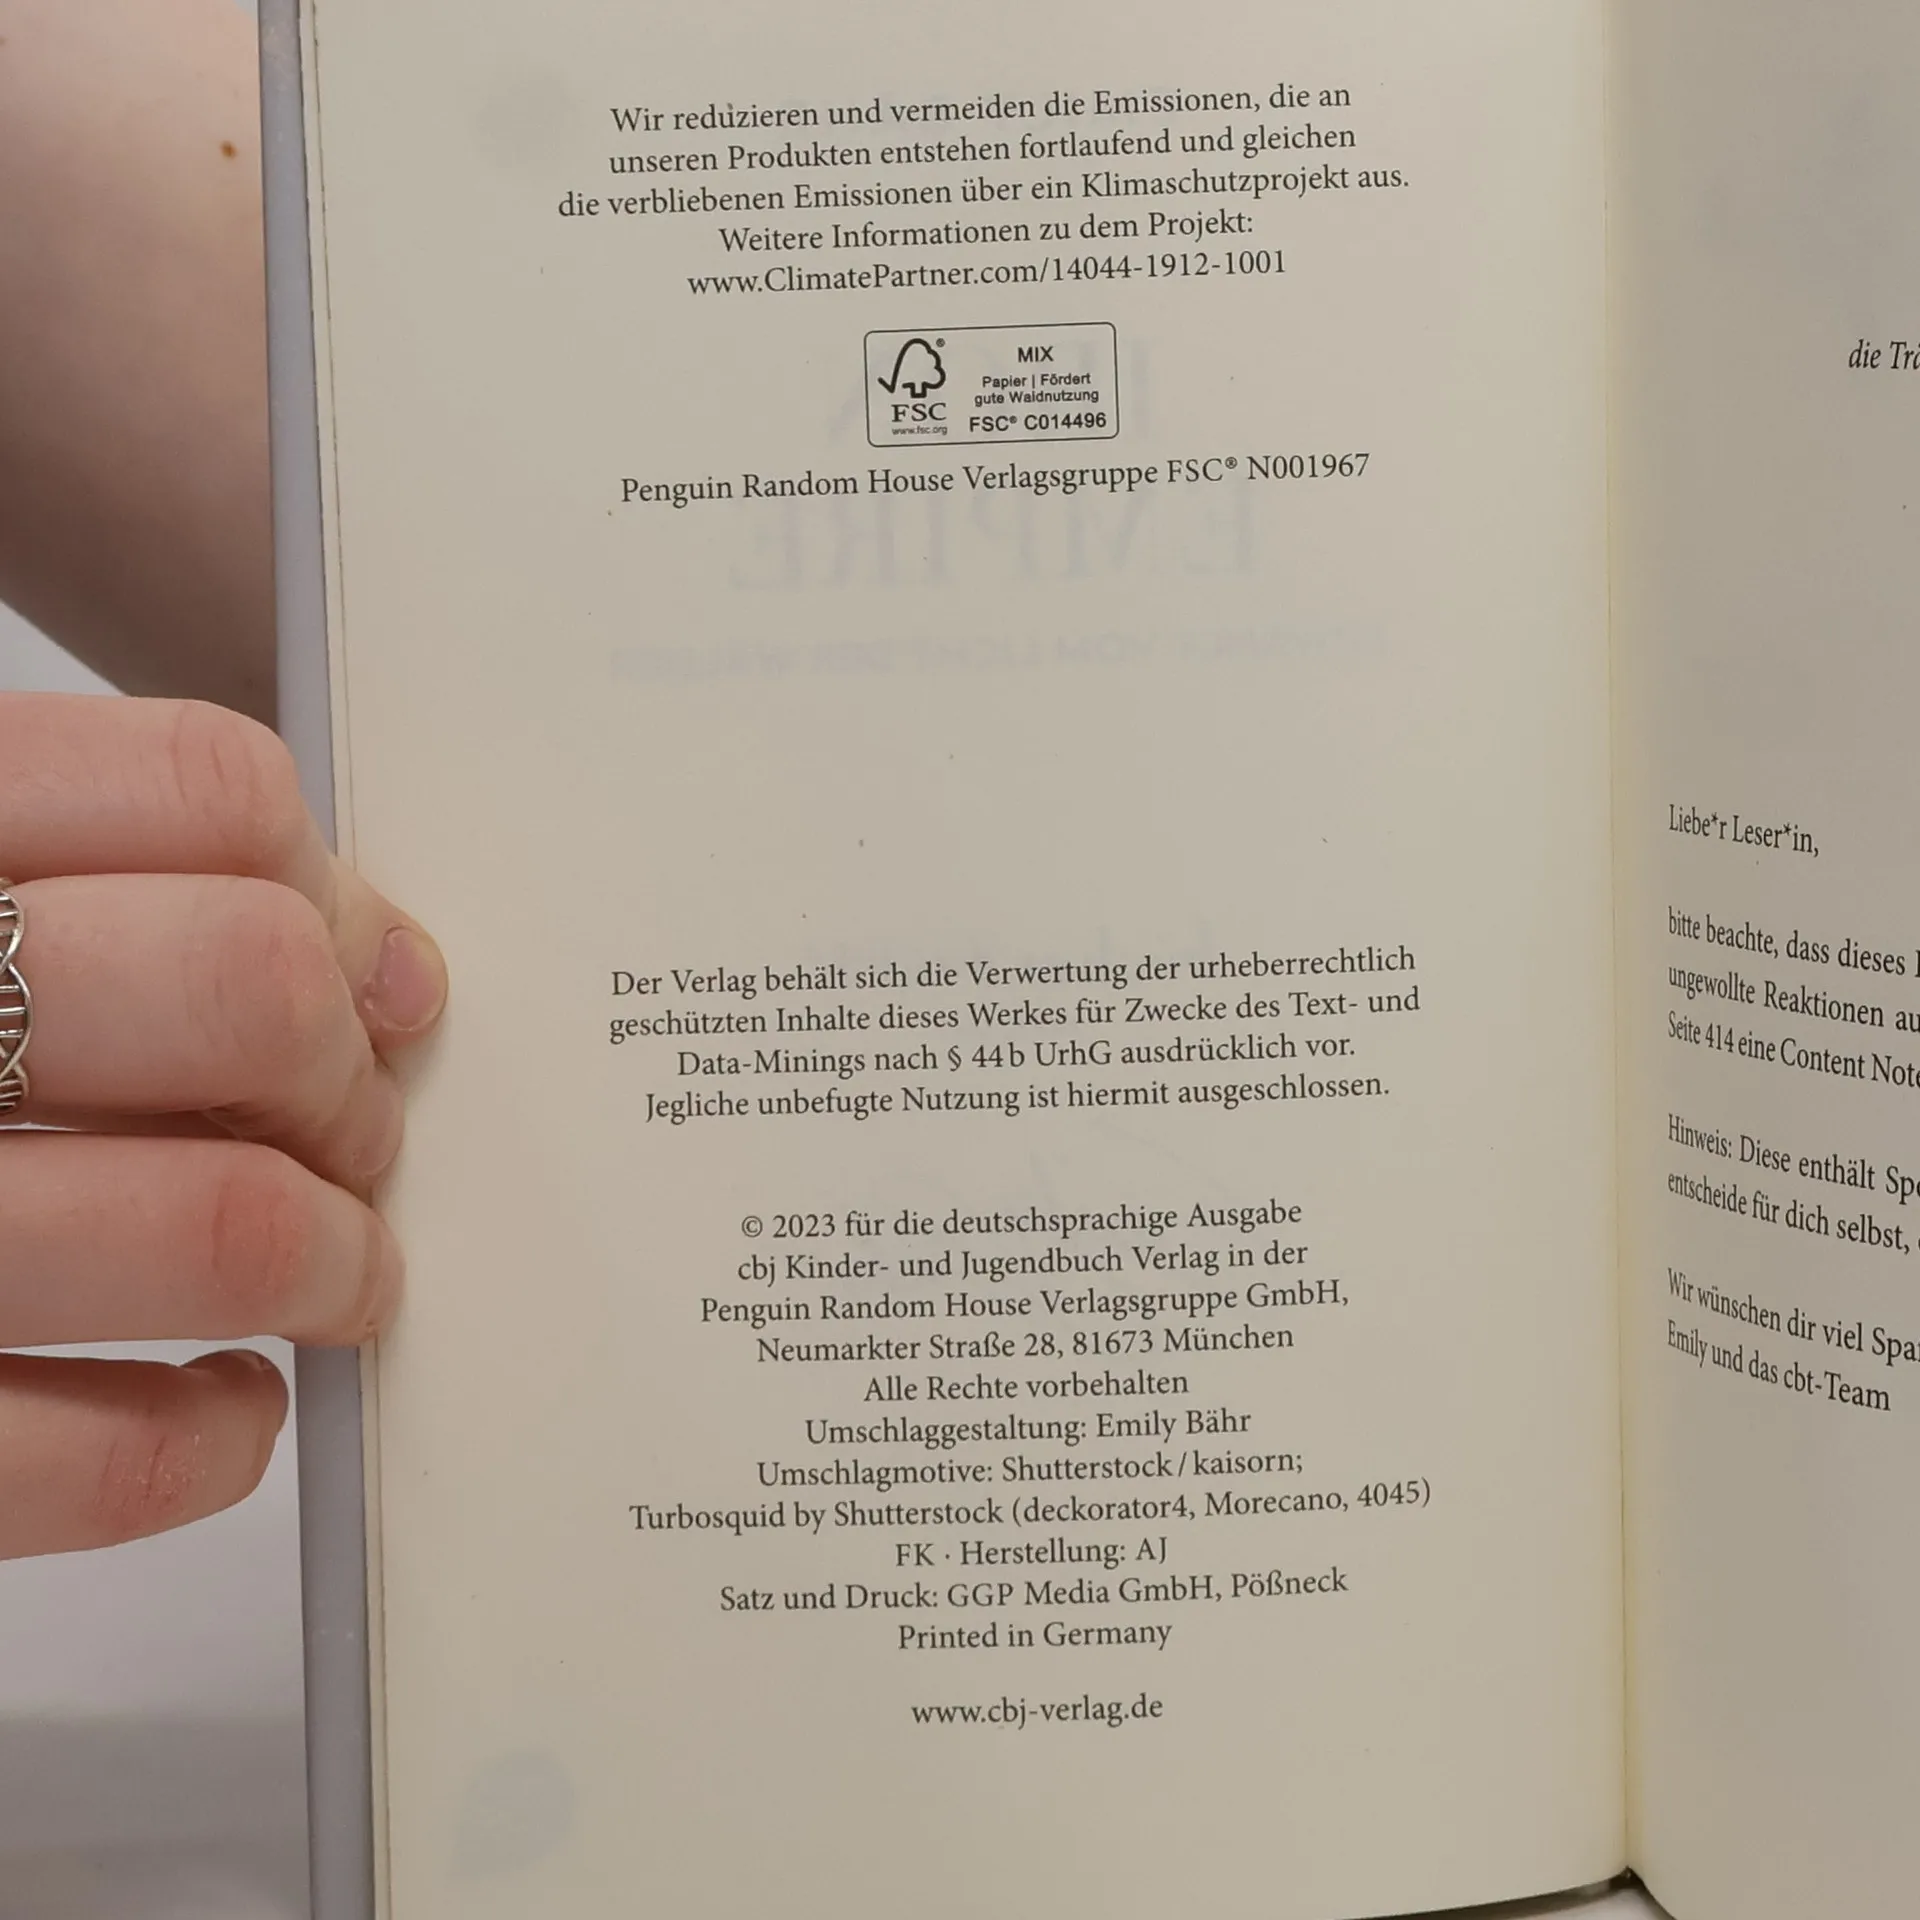 Wir reduzieren und vermeiden die Emissionen, die an
unseren Produkten entstehen fortlaufend und gleichen
die verbliebenen Emissionen über ein Klimaschutzprojekt aus.
Weitere Informationen zu dem Projekt:
www.ClimatePartner.com/14044-1912-1001
FSC
www.fsc.org
MIX
Papier | Fördert
gute Waldnutzung
FSC® C014496
Penguin Random House Verlagsgruppe FSC® N001967
EMPIRE
Der Verlag behält sich die Verwertung der urheberrechtlich
geschützten Inhalte dieses Werkes für Zwecke des Text- und
Data-Minings nach § 44 b UrhG ausdrücklich vor.
Jegliche unbefugte Nutzung ist hiermit ausgeschlossen.
© 2023 für die deutschsprachige Ausgabe
cbj Kinder- und Jugendbuch Verlag in der
Penguin Random House Verlagsgruppe GmbH,
Neumarkter Straße 28, 81673 München
Alle Rechte vorbehalten
Umschlaggestaltung: Emily Bähr
Umschlagmotive: Shutterstock / kaisorn;
Turbosquid by Shutterstock (deckorator4, Morecano, 4045)
FK · Herstellung: AJ
Satz und Druck: GGP Media GmbH, Pößneck
Printed in Germany
www.cbj-verlag.de
die
Liebe*r Leser*in,
bitte beachte, dass dieses
ungewollte Reaktionen
Seite 414 eine Content
Hinweis: Diese enthält
entscheide für dich selbst,
Wir wünschen dir viel
Emily und das cbt-Team